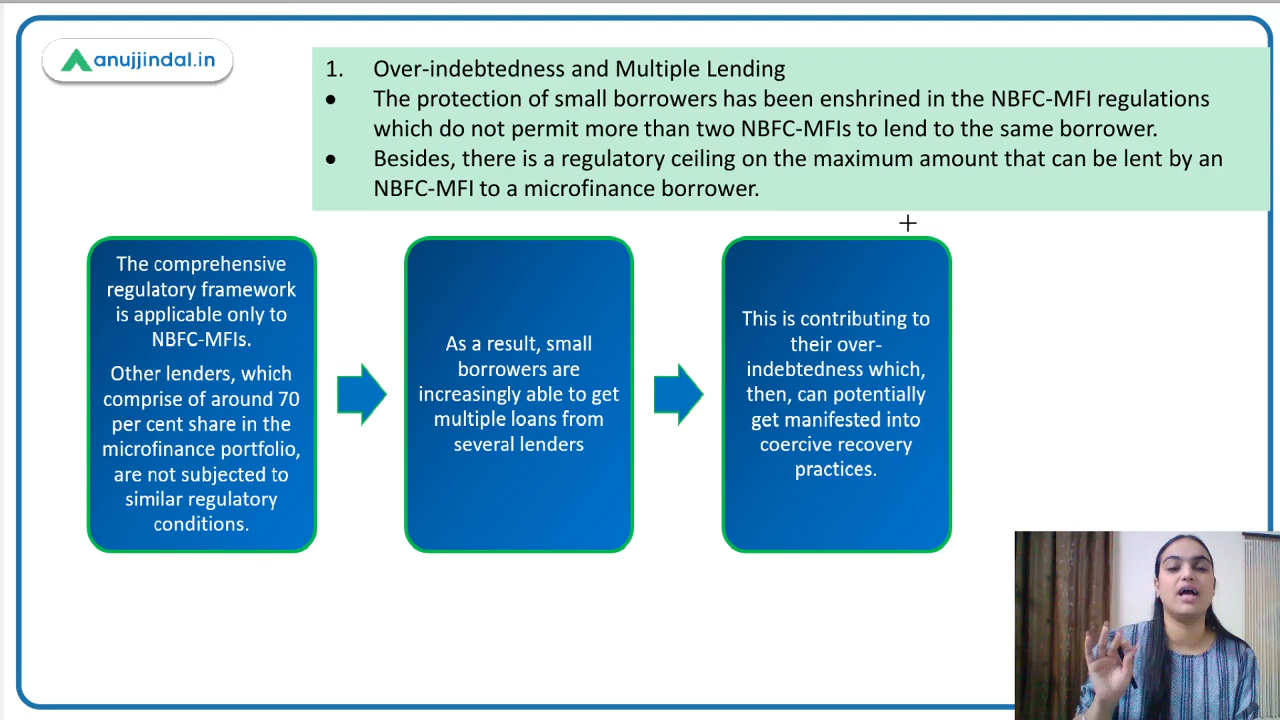 anujjindal.in
1. Over-indebtedness and Multiple Lending
• The protection of small borrowers has been enshrined in the NBFC-MFI regulations
which do not permit more than two NBFC-MFIs to lend to the same borrower.
• Besides, there is a regulatory ceiling on the maximum amount that can be lent by an
NBFC-MFI to a microfinance borrower.
The comprehensive
regulatory framework
is applicable only to
NBFC-MFIs.
Other lenders, which
comprise of around 70
per cent share in the
microfinance portfolio,
are not subjected to
similar regulatory
conditions.
As a result, small
borrowers are
increasingly able to get
multiple loans from
several lenders
This is contributing to
their over-
indebtedness which,
then, can potentially
get manifested into
coercive recovery
practices.